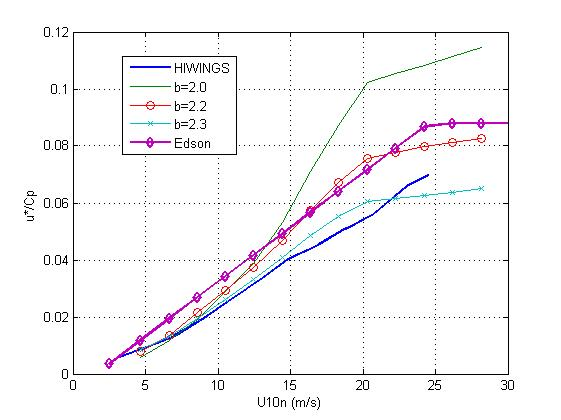 0.12
0.1
0.08
0.06
0.04
0.02
0
u*/Cp
HIWINGS
b=2.0
b=2.2
b=2.3
Edson
0 5 10 15 20 25 30
U10n (m/s)